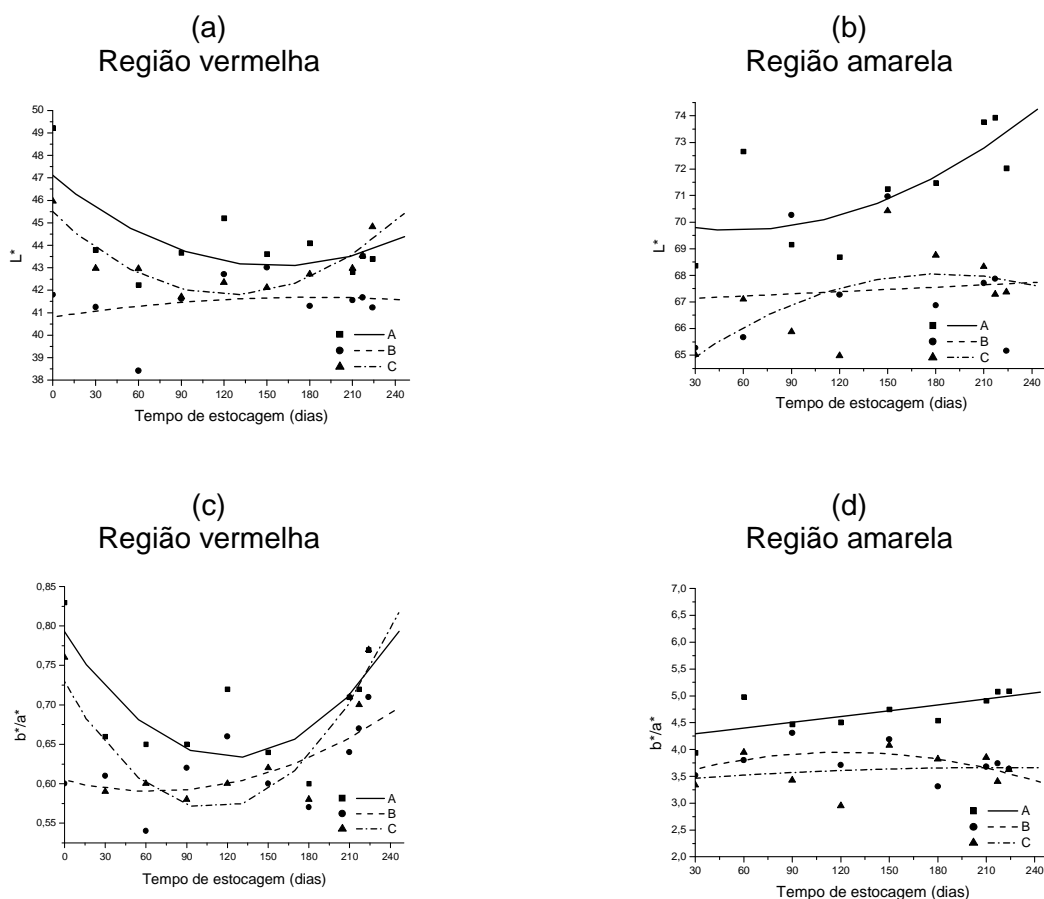 (a)
Região vermelha
50
49
48
47
46
45
44
43
42
41
40
39
38
L*
0 30 60 90 120 150 180 210 240
Tempo de estocagem (dias)
A
B
C
(b)
Região amarela
74
73
72
71
70
69
68
67
66
65
L*
30 60 90 120 150 180 210 240
Tempo de estocagem (dias)
A
B
C
(c)
Região vermelha
0,85
0,80
0,75
0,70
0,65
0,60
0,55
b*/a*
0 30 60 90 120 150 180 210 240
Tempo de estocagem (dias)
A
B
C
(d)
Região amarela
7,0
6,5
6,0
5,5
5,0
4,5
4,0
3,5
3,0
2,5
2,0
b*/a*
30 60 90 120 150 180 210 240
Tempo de estocagem (dias)
A
B
C